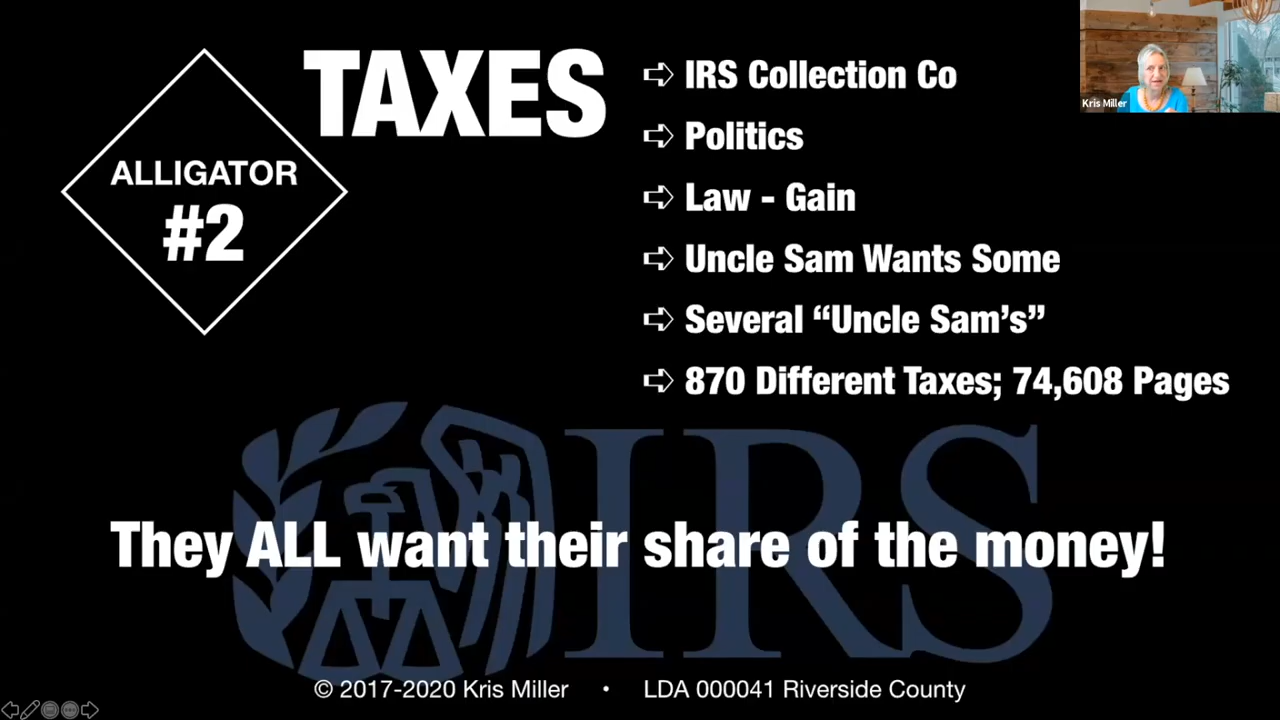 TAXES
ALLIGATOR
#2
⇨ IRS Collection Co
⇨ Politics
⇨ Law - Gain
⇨ Uncle Sam Wants Some
⇨ Several “Uncle Sam’s”
⇨ 870 Different Taxes; 74,608 Pages
Kris Miller
IRS
They ALL want their share of the money!
© 2017-2020 Kris Miller • LDA 000041 Riverside County